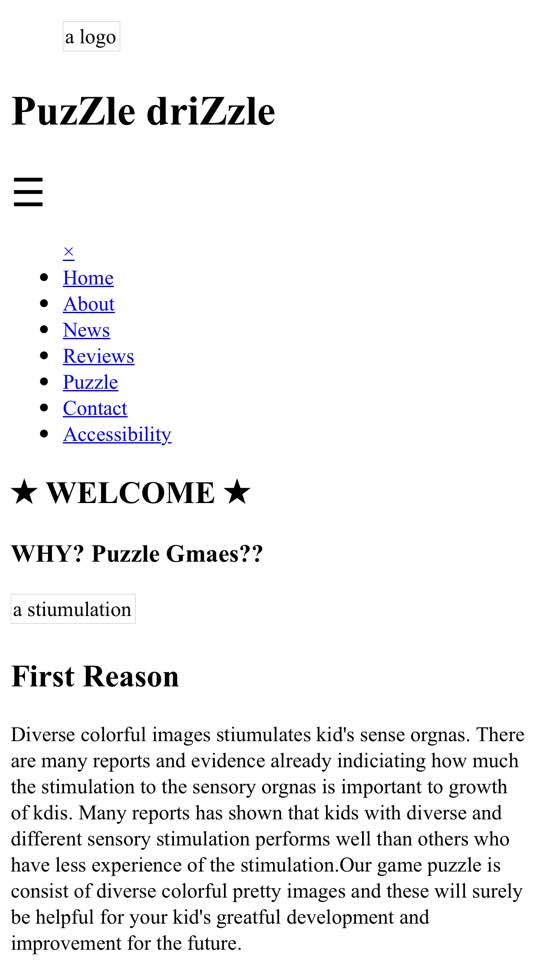 a logo
PuzZle driZzle
☰
×
• Home
• About
• News
• Reviews
• Puzzle
• Contact
• Accessibility
★ WELCOME ★
WHY? Puzzle Gmaes??
a stiumulation
First Reason
Diverse colorful images stiumulates kid's sense orgnas. There
are many reports and evidence already indiciating how much
the stimulation to the sensory orgnas is important to growth
of kdis. Many reports has shown that kids with diverse and
different sensory stimulation performs well than others who
have less experience of the stimulation.Our game puzzle is
consist of diverse colorful pretty images and these will surely
be helpful for your kid's greatful development and
improvement for the future.